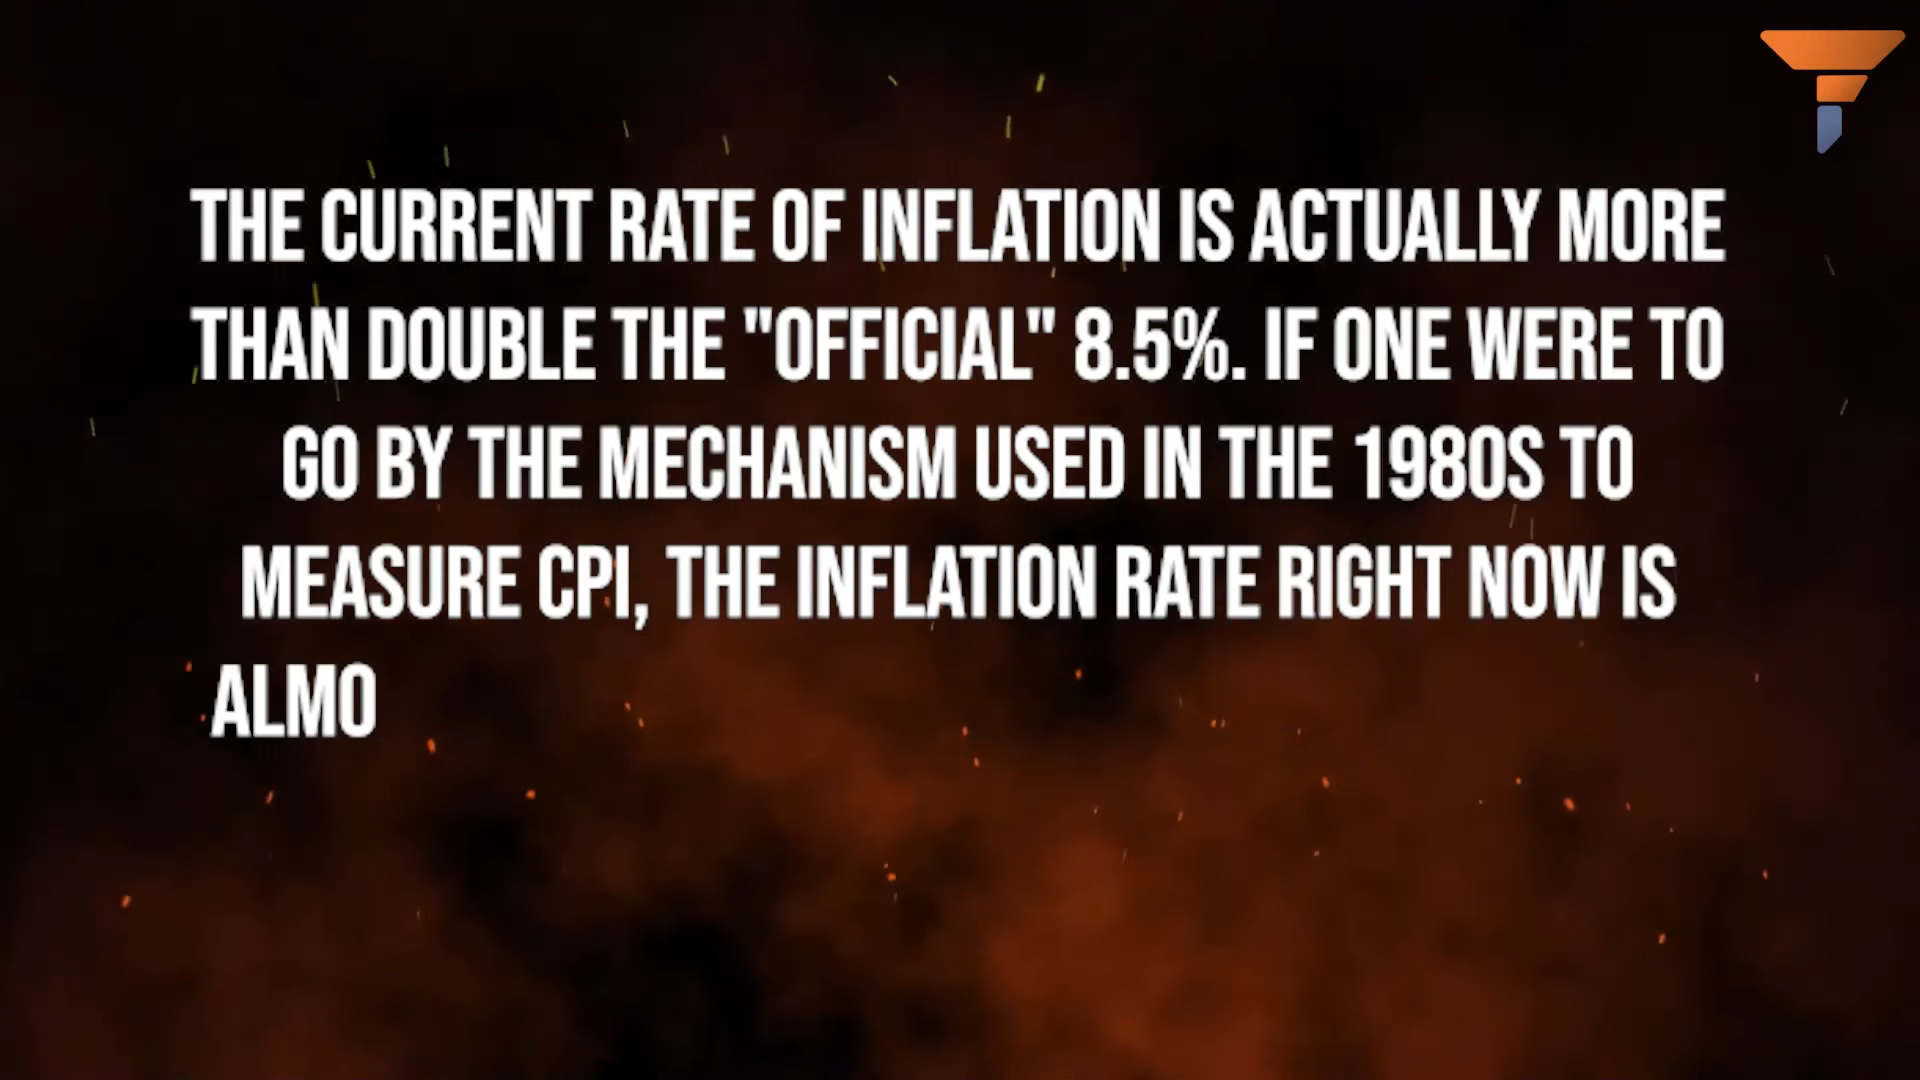 THE CURRENT RATE OF INFLATION IS ACTUALLY MORE
THAN DOUBLE THE "OFFICIAL" 8.5%. IF ONE WERE TO
GO BY THE MECHANISM USED IN THE 1980S TO
MEASURE CPI, THE INFLATION RATE RIGHT NOW IS
ALMO